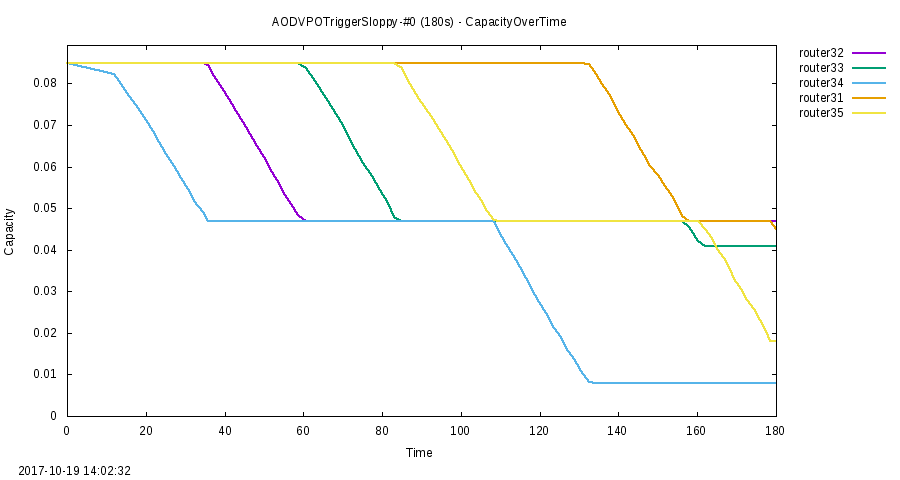 AODVPOTriggerSloppy-#0 (180s) - CapacityOverTime
router32
router33
router34
router31
router35
0.08
0.07
0.06
0.05
0.04
0.03
0.02
0.01
0
Capacity
0 20 40 60 80 100 120 140 160 180
Time
2017-10-19 14:02:32